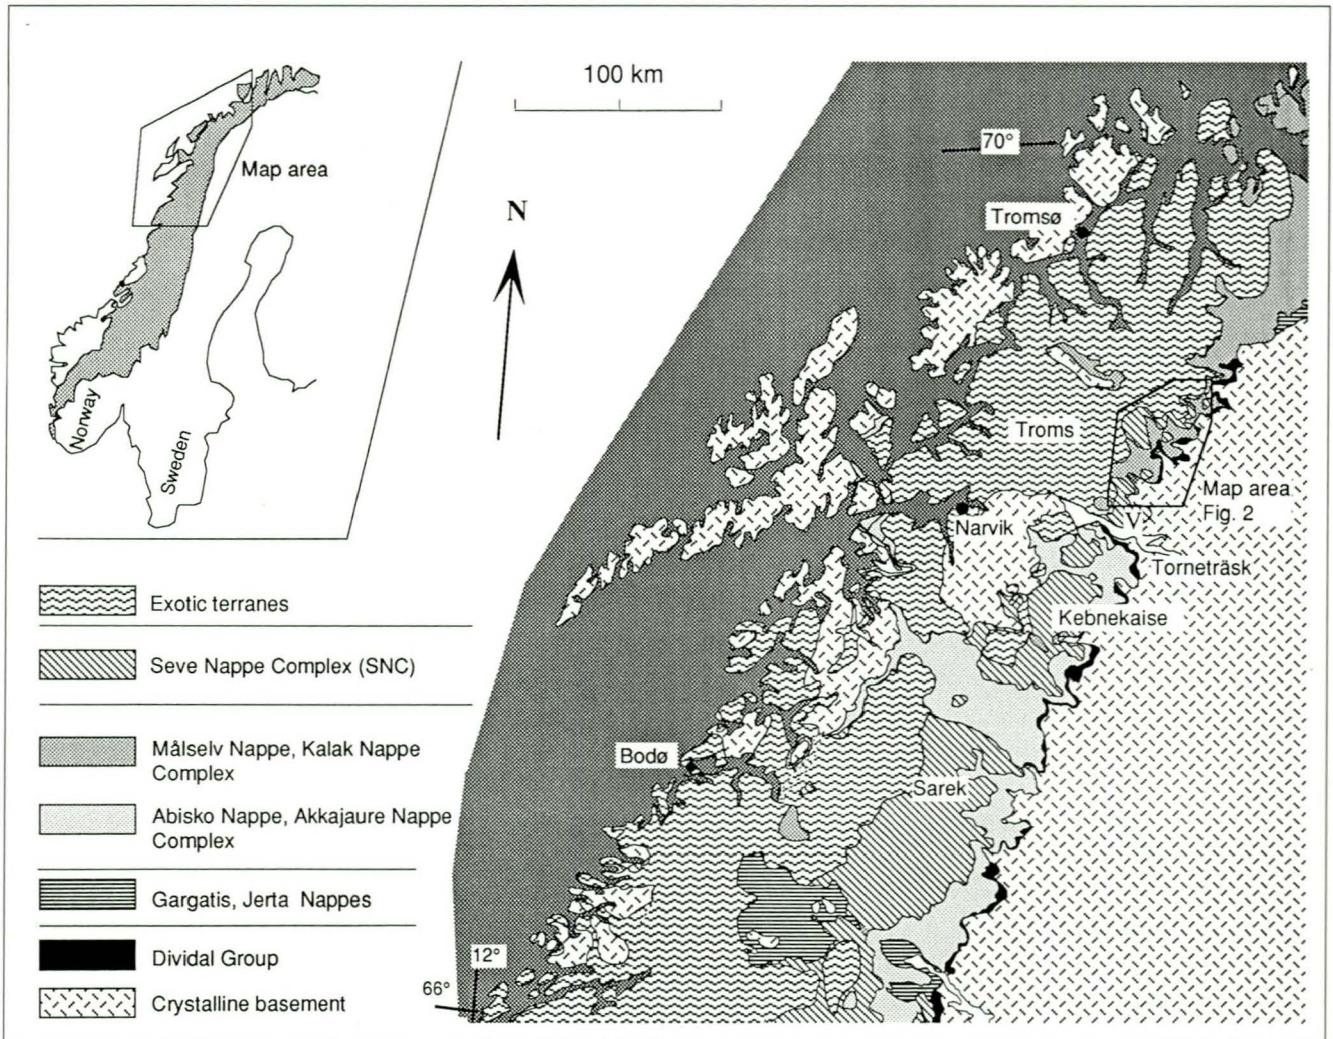 100 km
Map area
N
70°
Tromsø
Norway
Sweden
Troms
Map area
Fig. 2
V
Narvik
Torneträsk
Kebnekaise
Exotic terranes
Seve Nappe Complex (SNC)
Målselv Nappe, Kalak Nappe
Complex
Bodø
Sarek
Abisko Nappe, Akkajaure Nappe
Complex
Gargatis, Jerta Nappes
Dividal Group
12°
66°
Crystalline basement